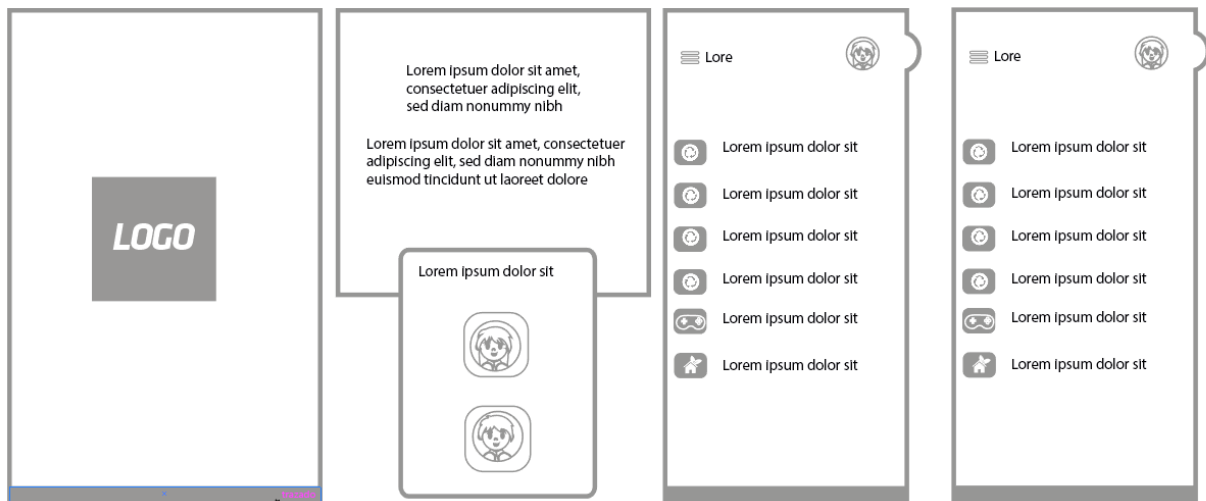 LOGO
Lorem ipsum dolor sit amet,
consectetuer adipiscing elit,
sed diam nonummy nibh
Lorem ipsum dolor sit amet, consectetuer
adipiscing elit, sed diam nonummy nibh
euismod tincidunt ut laoreet dolore
Lorem ipsum dolor sit
Lore
Lorem ipsum dolor sit
Lorem ipsum dolor sit
Lorem ipsum dolor sit
Lorem ipsum dolor sit
Lorem ipsum dolor sit
Lorem ipsum dolor sit
Lore
Lorem ipsum dolor sit
Lorem ipsum dolor sit
Lorem ipsum dolor sit
Lorem ipsum dolor sit
Lorem ipsum dolor sit
Lorem ipsum dolor sit